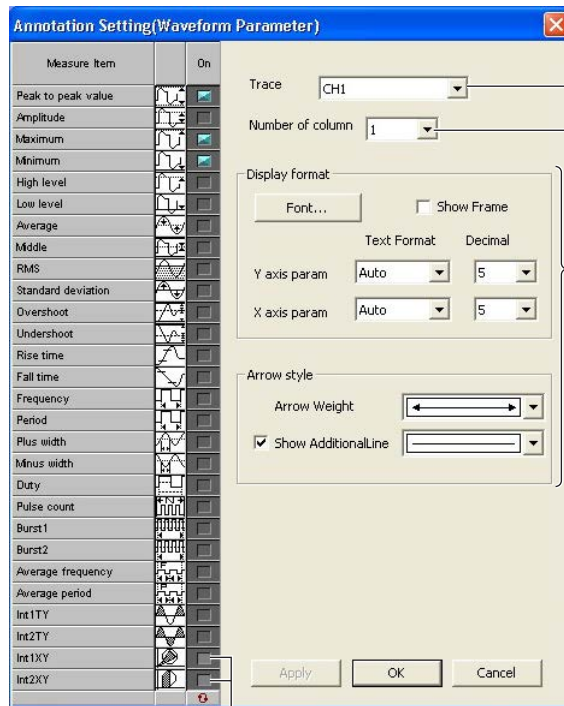 Annotation Setting(Waveform Parameter)
Measure Item On
Peak to peak value
Amplitude
Maximum
Minimum
High level
Low level
Average
Middle
RMS
Standard deviation
Overshoot
Undershoot
Rise time
Fall time
Frequency
Period
Plus width
Minus width
Duty
Pulse count
Burst1
Burst2
Average frequency
Average period
Int1TY
Int2TY
Int1XY
Int2XY
Trace CH1
Number of column 1
Display format
Font... Show Frame
Text Format Decimal
Y axis param Auto 5
X axis param Auto 5
Arrow style
Arrow Weight
Show AdditionalLine
Apply OK Cancel